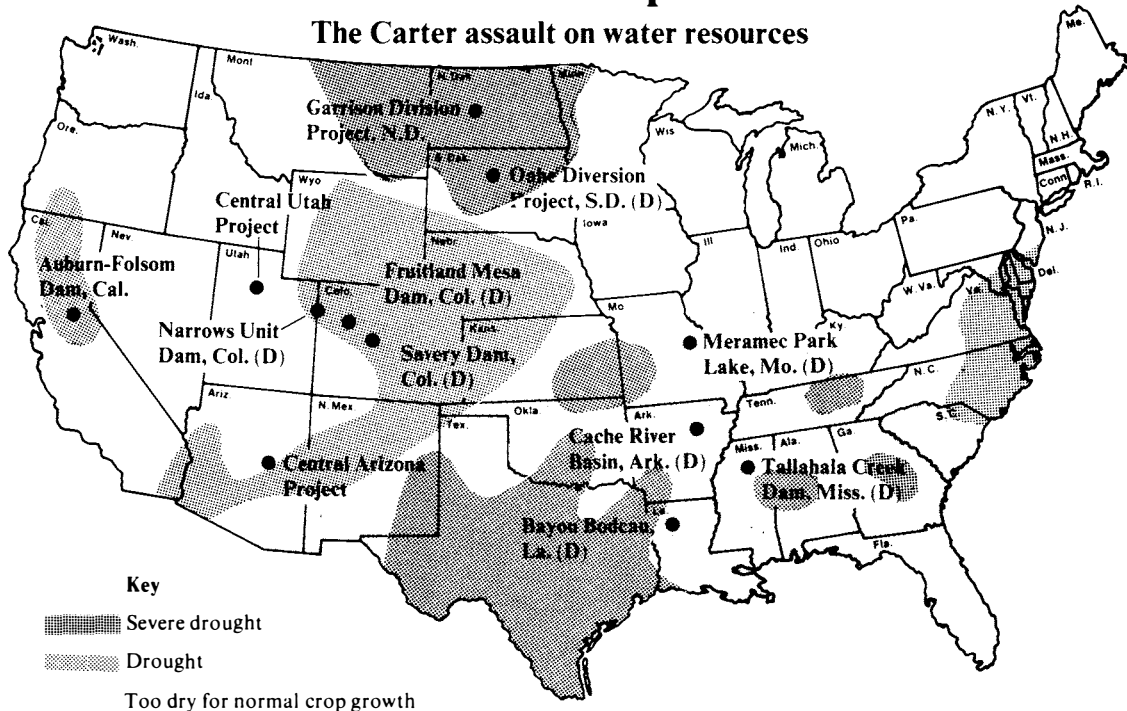 The Carter assault on water resources
Wash.
Mont
N. Dak.
Minn.
Me.
Ida.
Garrison Division
Project, N.D.
Ore.
Wis
Mich.
N.Y.
Vt.
N.H.
Mass.
Conn.
R.I.
S. Dak.
Wyo
Oahe Diversion
Project, S.D. (D)
Central Utah
Project
Iowa
Pa.
N.J.
Cal.
Nev.
Utah
Nebr.
Ill
Ind.
Ohio
Del.
W. Va.
Va.
Auburn-Folsom
Dam, Cal.
Fruitland Mesa
Dam, Col. (D)
Colo.
Mo
Ky
Narrows Unit
Dam, Col. (D)
Kans.
Savery Dam,
Col. (D)
Meramec Park
Lake, Mo. (D)
N.C.
Ariz
N.Mex
Okla.
Tex.
Ark.
Tenn.
S.C.
Cache River
Basin, Ark. (D)
Miss.
Ala.
Ga.
Central Arizona
Project
Tallahala Creek
Dam, Miss. (D)
Bayou Bodcau,
La. (D)
La.
Fla.
Key
Severe drought
Drought
Too dry for normal crop growth